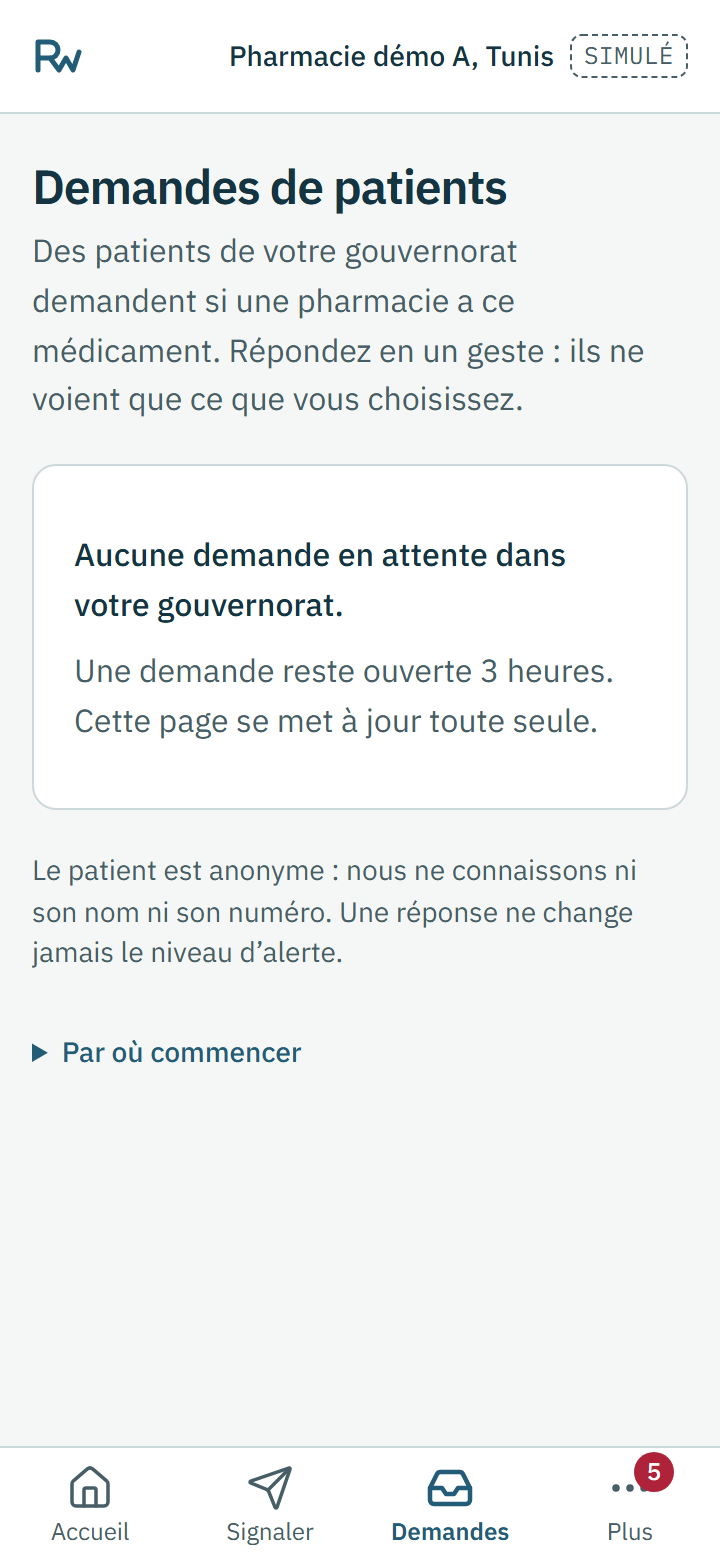 Rw
Pharmacie démo A, Tunis SIMULÉ
Demandes de patients
Des patients de votre gouvernorat
demandent si une pharmacie a ce
médicament. Répondez en un geste : ils ne
voient que ce que vous choisissez.
Aucune demande en attente dans
votre gouvernorat.
Une demande reste ouverte 3 heures.
Cette page se met à jour toute seule.
Le patient est anonyme : nous ne connaissons ni
son nom ni son numéro. Une réponse ne change
jamais le niveau d’alerte.
Par où commencer
5
Accueil Signaler Demandes Plus